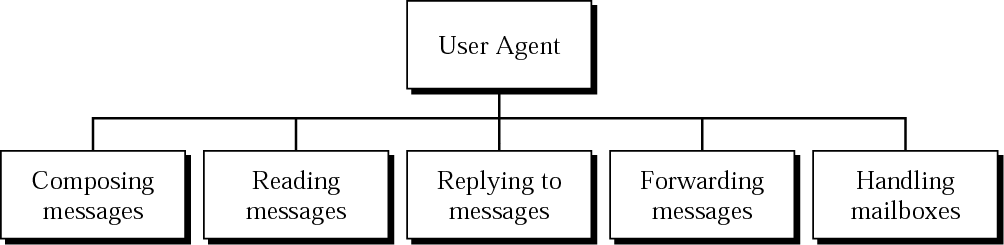 User Agent
Composing
messages
Reading
messages
Replying to
messages
Forwarding
messages
Handling
mailboxes